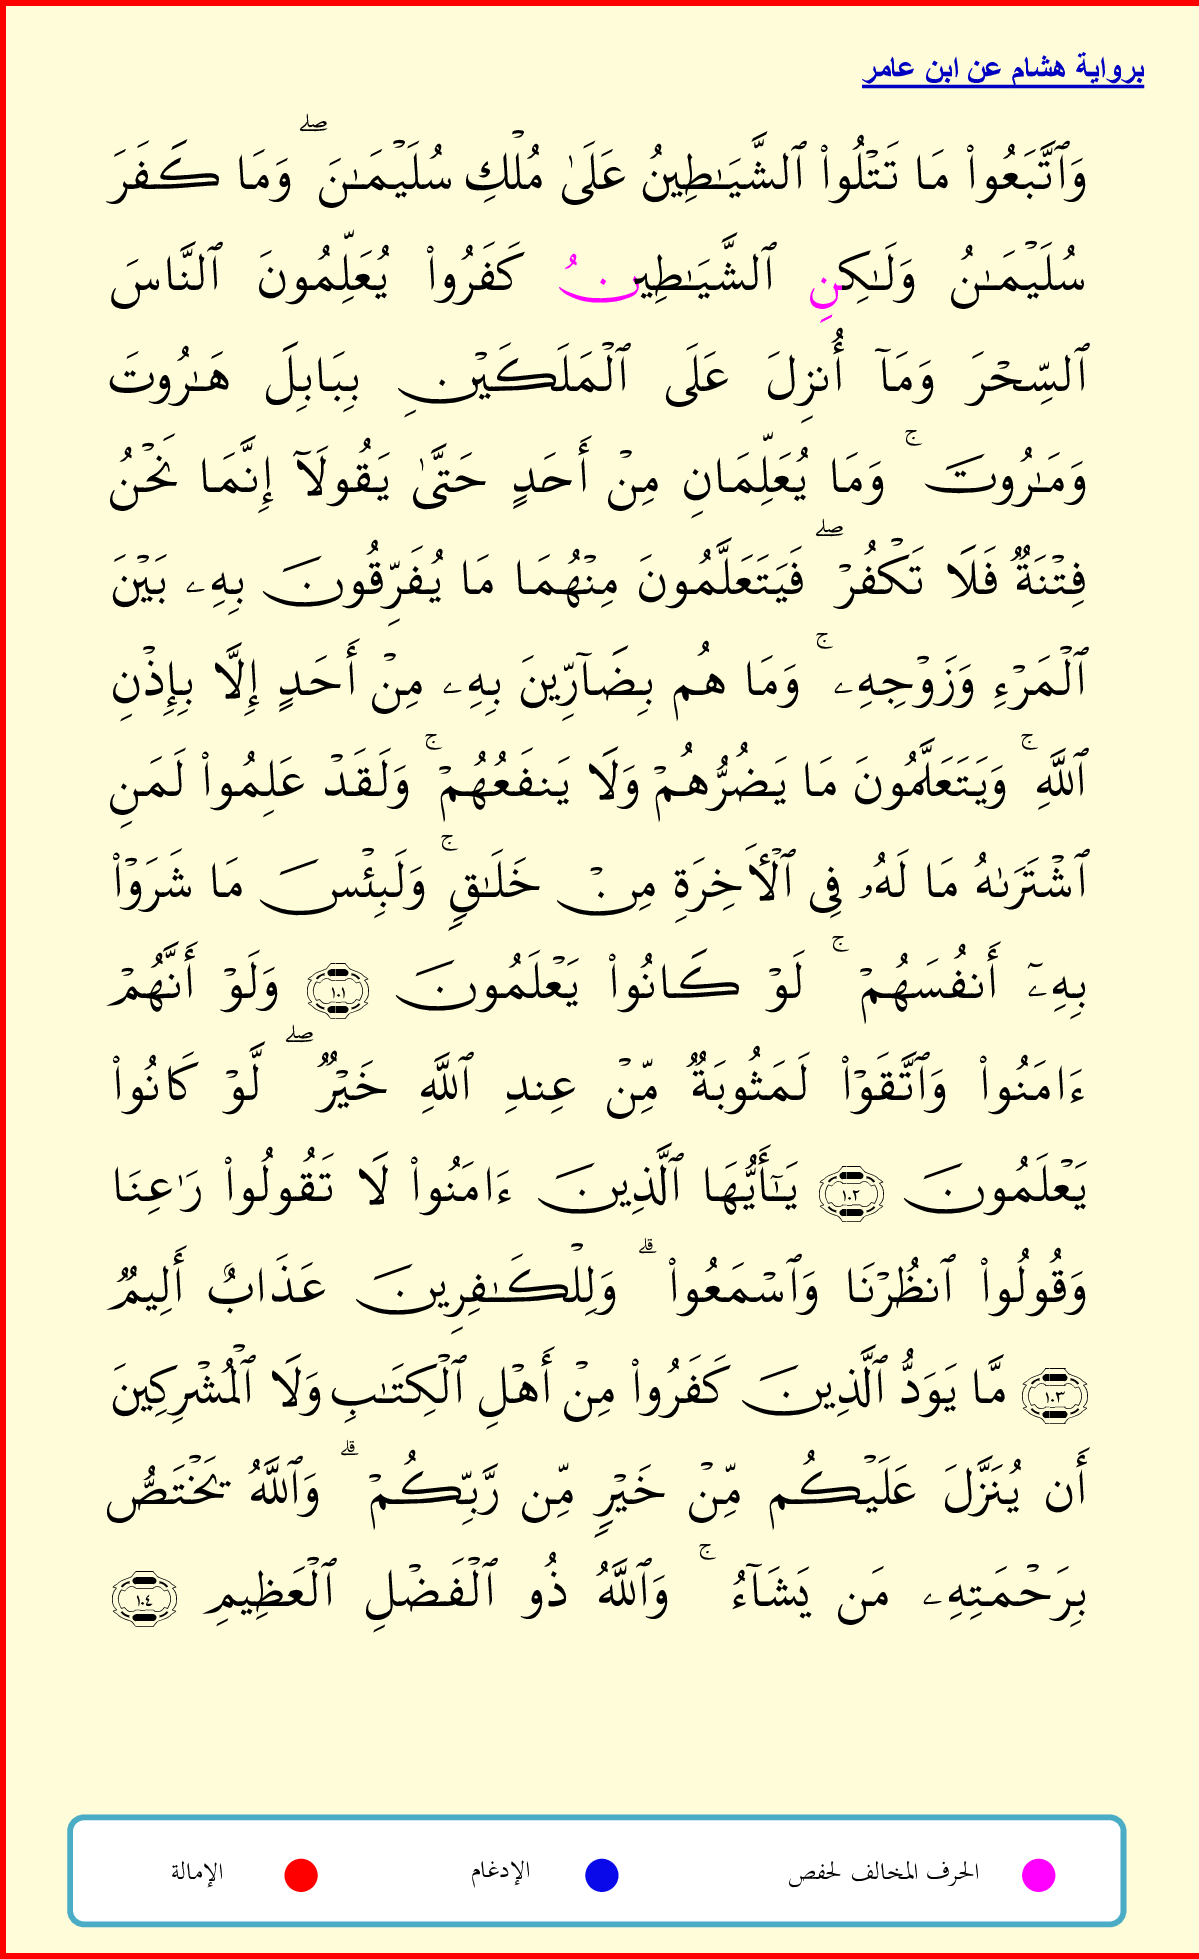 برواية هشام عن ابن عامر
وَٱتَّبَعُوا۟ مَا تَتْلُوا۟ ٱلشَّيَـٰطِينُ عَلَىٰ مُلْكِ سُلَيْمَـٰنَ ۖ وَمَا كَفَرَ
سُلَيْمَـٰنُ وَلَـٰكِنِ ٱلشَّيَـٰطِينُ كَفَرُوا۟ يُعَلِّمُونَ ٱلنَّاسَ
ٱلسِّحْرَ وَمَآ أُنزِلَ عَلَى ٱلْمَلَكَيْنِ بِبَابِلَ هَـٰرُوتَ
وَمَـٰرُوتَ ۚ وَمَا يُعَلِّمَانِ مِنْ أَحَدٍ حَتَّىٰ يَقُولَآ إِنَّمَا نَحْنُ
فِتْنَةٌ فَلَا تَكْفُرْ ۖ فَيَتَعَلَّمُونَ مِنْهُمَا مَا يُفَرِّقُونَ بِهِۦ بَيْنَ
ٱلْمَرْءِ وَزَوْجِهِۦ ۚ وَمَا هُم بِضَآرِّينَ بِهِۦ مِنْ أَحَدٍ إِلَّا بِإِذْنِ
ٱللَّهِ ۚ وَيَتَعَلَّمُونَ مَا يَضُرُّهُمْ وَلَا يَنفَعُهُمْ ۚ وَلَقَدْ عَلِمُوا۟ لَمَنِ
ٱشْتَرَىٰهُ مَا لَهُۥ فِى ٱلْأَخِرَةِ مِنْ خَلَـٰقٍ ۚ وَلَبِئْسَ مَا شَرَوْا۟
بِهِۦٓ أَنفُسَهُمْ ۚ لَوْ كَانُوا۟ يَعْلَمُونَ ١٠١ وَلَوْ أَنَّهُمْ
ءَامَنُوا۟ وَٱتَّقَوْا۟ لَمَثُوبَةٌ مِّنْ عِندِ ٱللَّهِ خَيْرٌ ۖ لَّوْ كَانُوا۟
يَعْلَمُونَ ١٠٢ يَـٰٓأَيُّهَا ٱلَّذِينَ ءَامَنُوا۟ لَا تَقُولُوا۟ رَٰعِنَا
وَقُولُوا۟ ٱنظُرْنَا وَٱسْمَعُوا۟ ۗ وَلِلْكَـٰفِرِينَ عَذَابٌ أَلِيمٌ
١٠٣ مَّا يَوَدُّ ٱلَّذِينَ كَفَرُوا۟ مِنْ أَهْلِ ٱلْكِتَـٰبِ وَلَا ٱلْمُشْرِكِينَ
أَن يُنَزَّلَ عَلَيْكُم مِّنْ خَيْرٍ مِّن رَّبِّكُمْ ۗ وَٱللَّهُ يَخْتَصُّ
بِرَحْمَتِهِۦ مَن يَشَآءُ ۚ وَٱللَّهُ ذُو ٱلْفَضْلِ ٱلْعَظِيمِ ١٠٤
الحرف المخالف لحفص الإدغام الإمالة